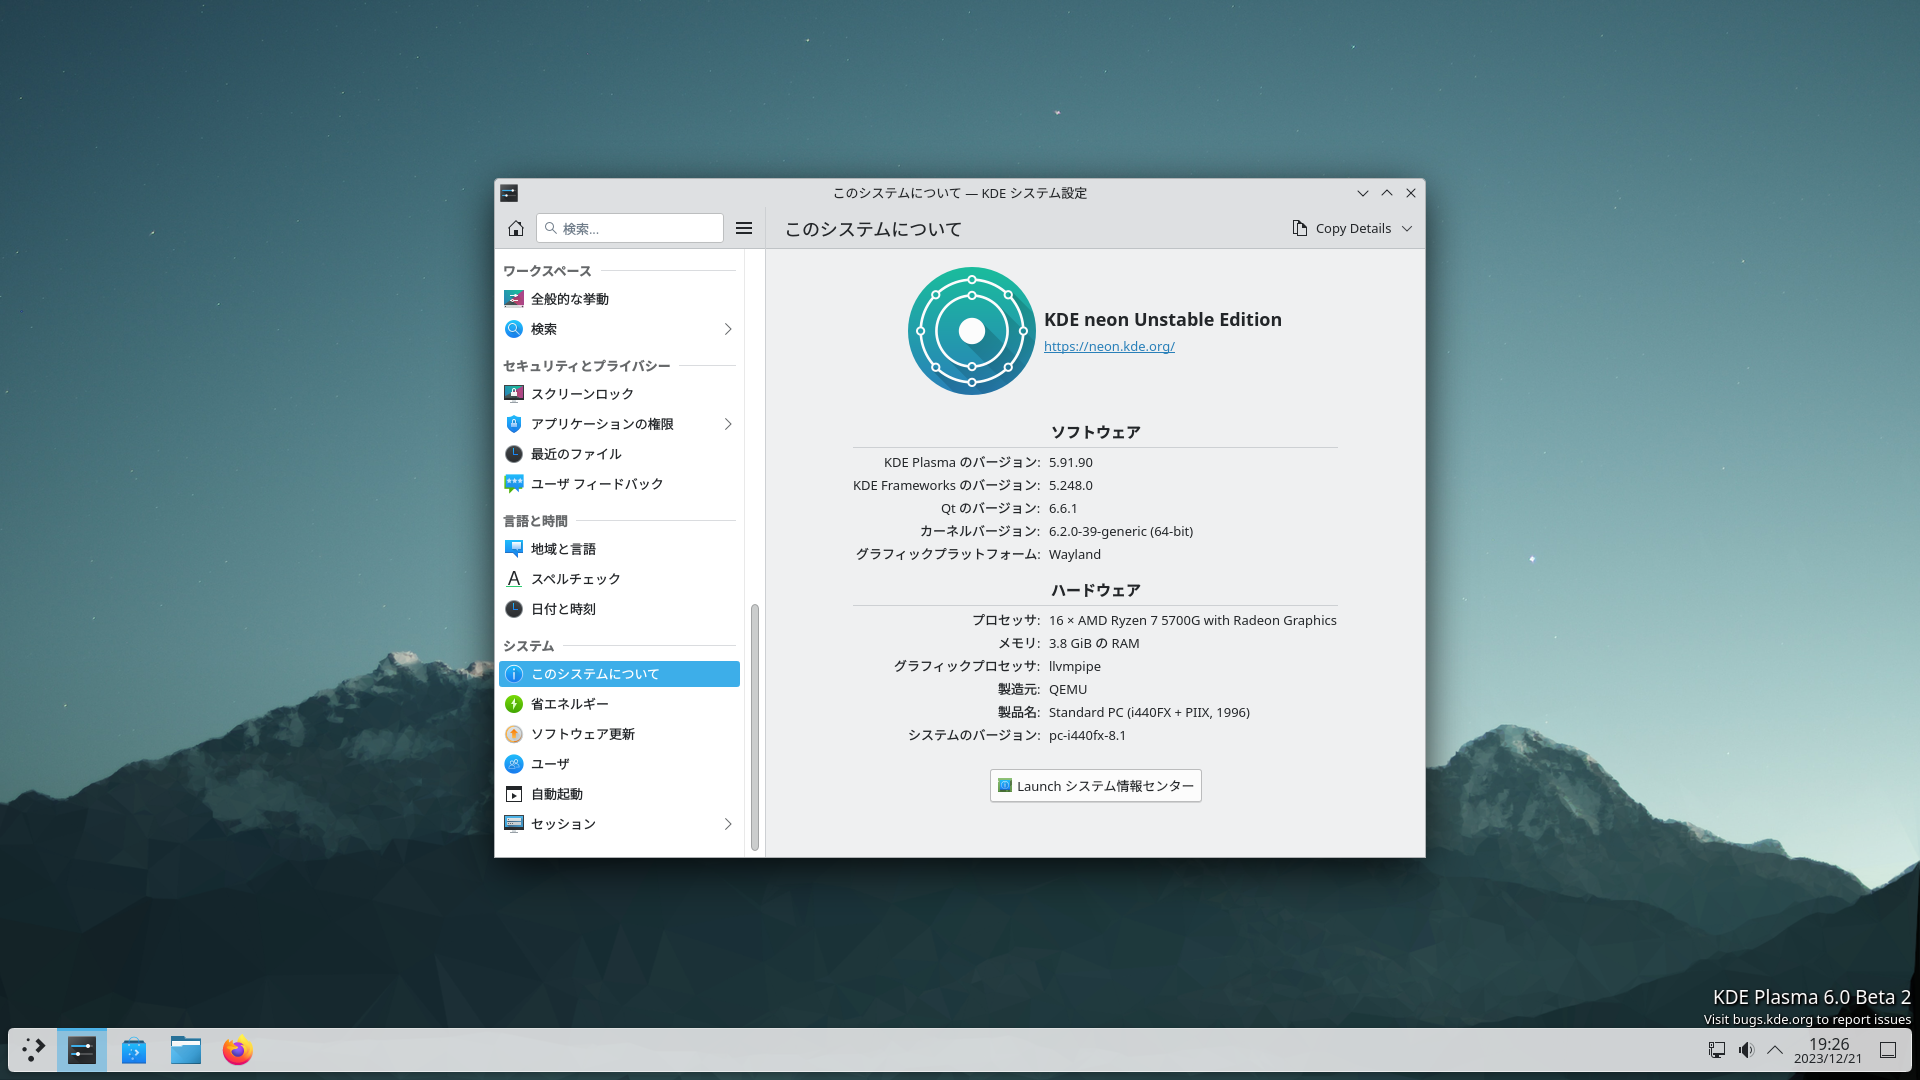 このシステムについて — KDE システム設定
検索...
このシステムについて
Copy Details
ワークスペース
全般的な挙動
検索
セキュリティとプライバシー
スクリーンロック
アプリケーションの権限
最近のファイル
ユーザ フィードバック
言語と時間
地域と言語
スペルチェック
日付と時刻
システム
このシステムについて
省エネルギー
ソフトウェア更新
ユーザ
自動起動
セッション
KDE neon Unstable Edition
https://neon.kde.org/
ソフトウェア
KDE Plasma のバージョン: 5.91.90
KDE Frameworks のバージョン: 5.248.0
Qt のバージョン: 6.6.1
カーネルバージョン: 6.2.0-39-generic (64-bit)
グラフィックプラットフォーム: Wayland
ハードウェア
プロセッサ: 16 × AMD Ryzen 7 5700G with Radeon Graphics
メモリ: 3.8 GiB の RAM
グラフィックプロセッサ: llvmpipe
製造元: QEMU
製品名: Standard PC (i440FX + PIIX, 1996)
システムのバージョン: pc-i440fx-8.1
Launch システム情報センター
KDE Plasma 6.0 Beta 2
Visit bugs.kde.org to report issues
19:26
2023/12/21